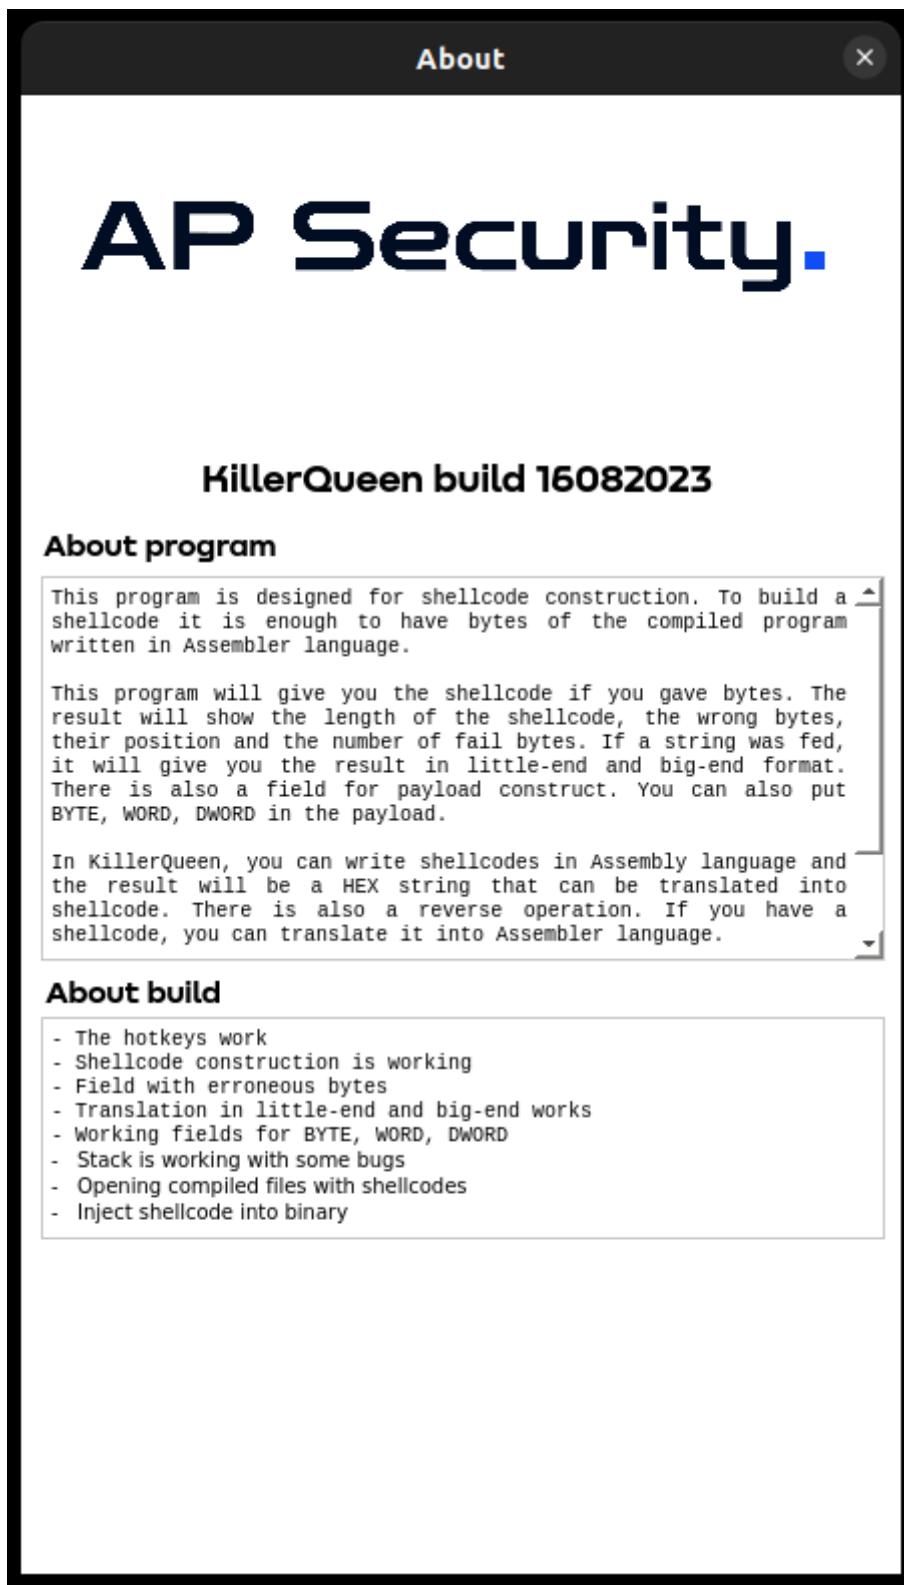 About
AP Security.
KillerQueen build 16082023
About program
This program is designed for shellcode construction. To build a
shellcode it is enough to have bytes of the compiled program
written in Assembler language.
This program will give you the shellcode if you gave bytes. The
result will show the length of the shellcode, the wrong bytes,
their position and the number of fail bytes. If a string was fed,
it will give you the result in little-end and big-end format.
There is also a field for payload construct. You can also put
BYTE, WORD, DWORD in the payload.
In KillerQueen, you can write shellcodes in Assembly language and
the result will be a HEX string that can be translated into
shellcode. There is also a reverse operation. If you have a
shellcode, you can translate it into Assembler language.
About build
- The hotkeys work
- Shellcode construction is working
- Field with erroneous bytes
- Translation in little-end and big-end works
- Working fields for BYTE, WORD, DWORD
- Stack is working with some bugs
- Opening compiled files with shellcodes
- Inject shellcode into binary